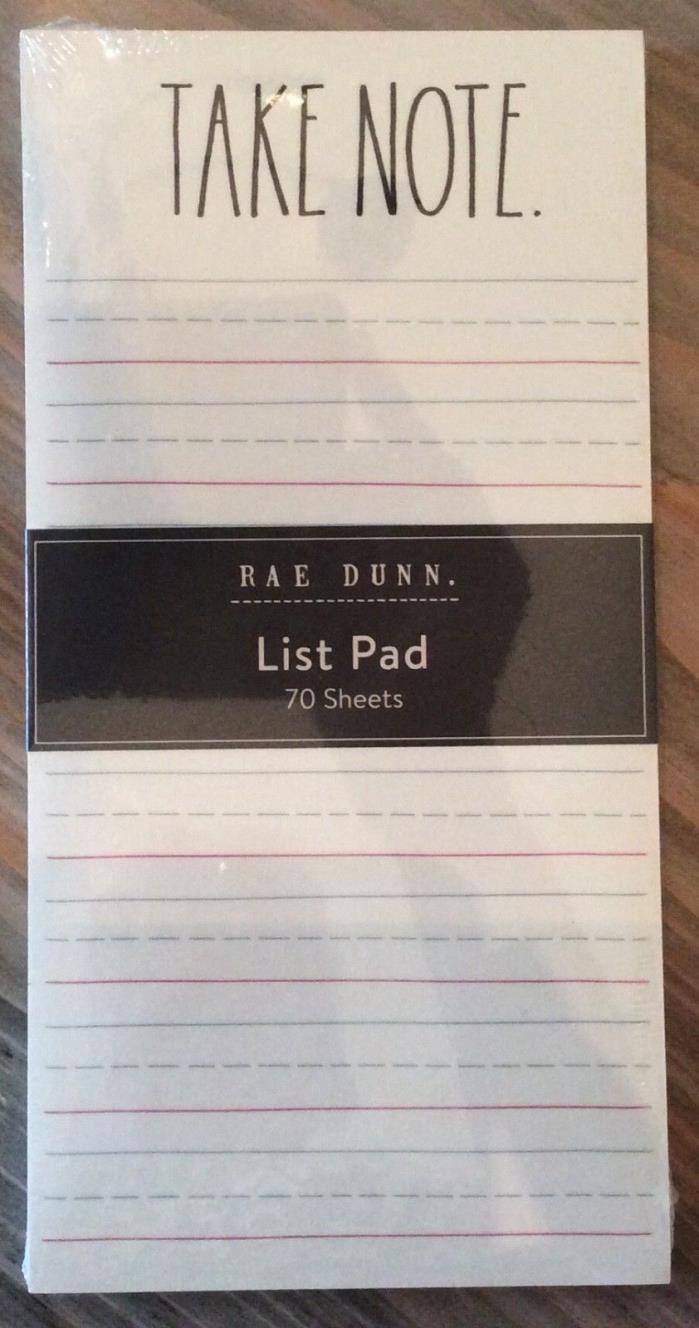 TAKE NOTE.
RAE DUNN.
List Pad
70 Sheets